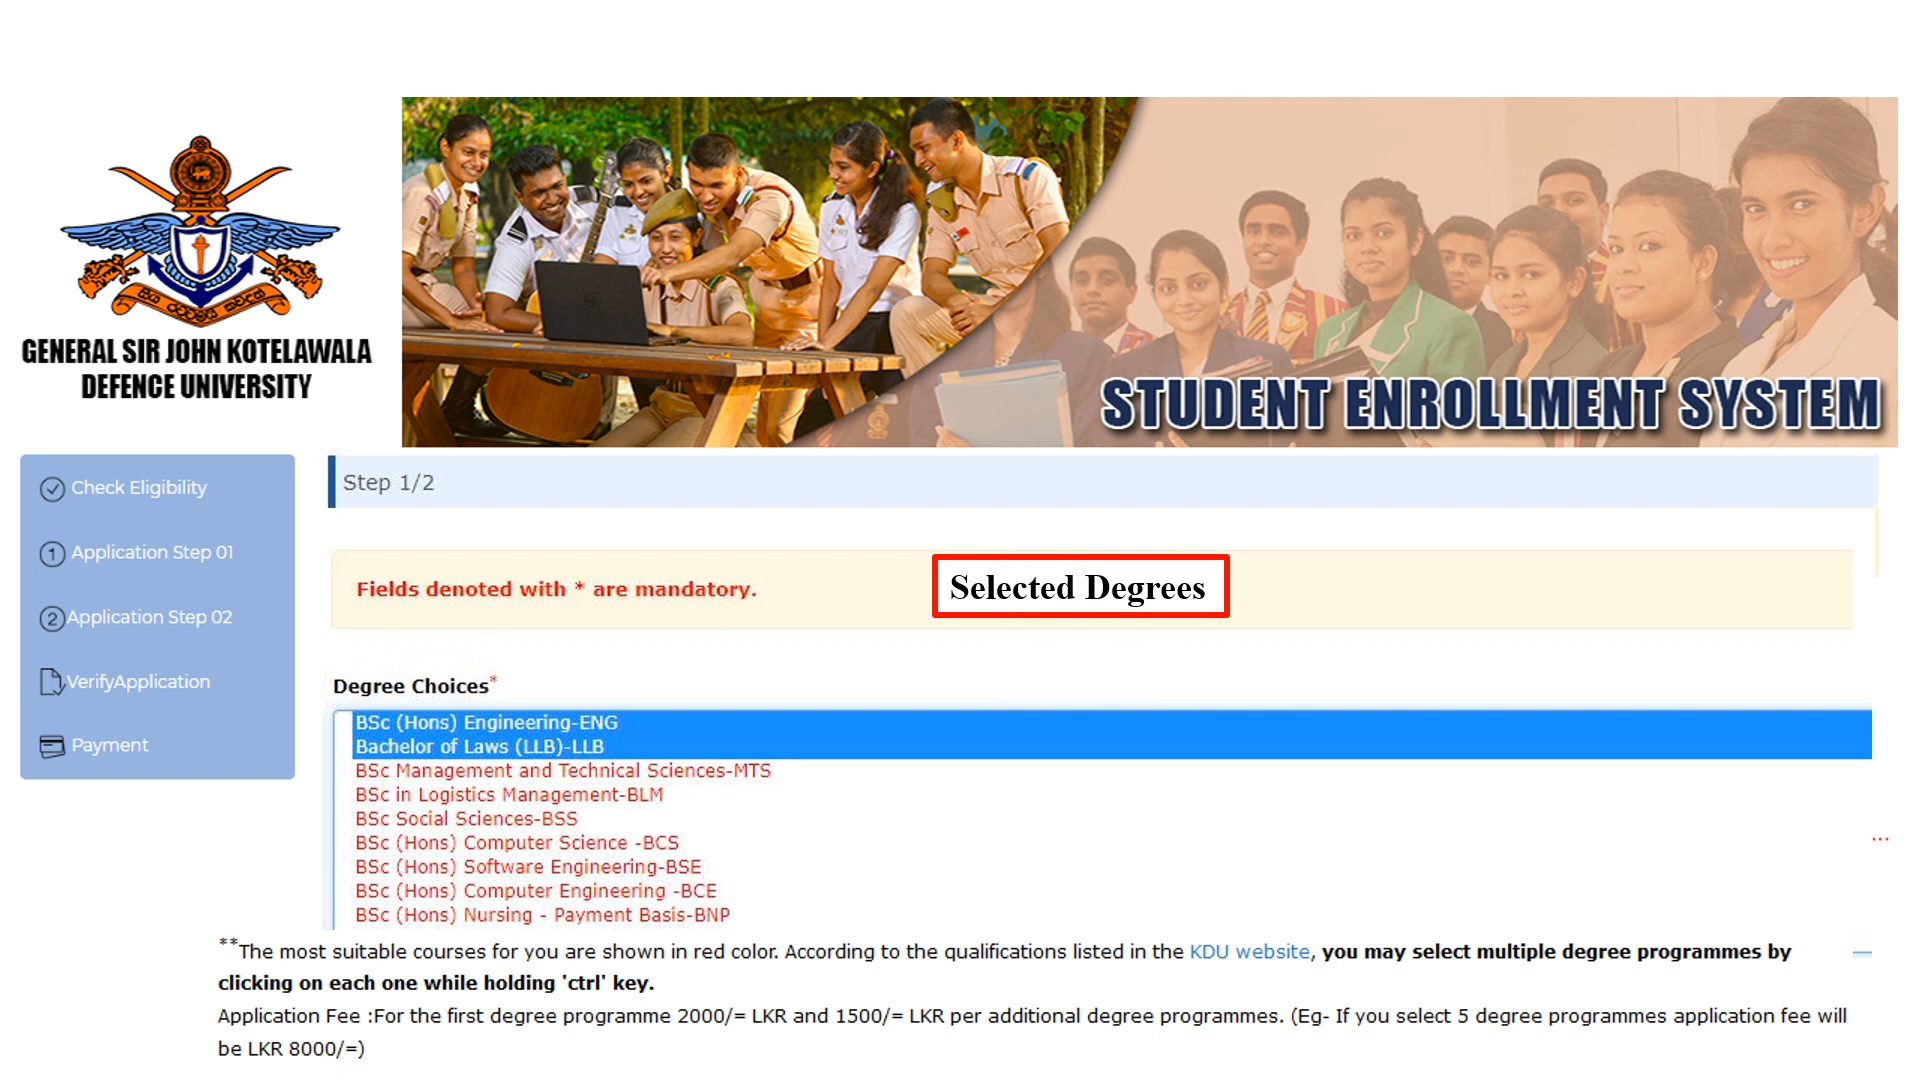 GENERAL SIR JOHN KOTELAWALA
DEFENCE UNIVERSITY
STUDENT ENROLLMENT SYSTEM
Check Eligibility
1 Application Step 01
2 Application Step 02
VerifyApplication
Payment
Step 1/2
Fields denoted with * are mandatory.
Selected Degrees
Degree Choices*
BSc (Hons) Engineering-ENG
Bachelor of Laws (LLB)-LLB
BSc Management and Technical Sciences-MTS
BSc in Logistics Management-BLM
BSc Social Sciences-BSS
BSc (Hons) Computer Science -BCS
...
BSc (Hons) Software Engineering-BSE
BSc (Hons) Computer Engineering -BCE
BSc (Hons) Nursing - Payment Basis-BNP
**The most suitable courses for you are shown in red color. According to the qualifications listed in the KDU website, you may select multiple degree programmes by
clicking on each one while holding 'ctrl' key.
Application Fee :For the first degree programme 2000/= LKR and 1500/= LKR per additional degree programmes. (Eg- If you select 5 degree programmes application fee will
be LKR 8000/=)